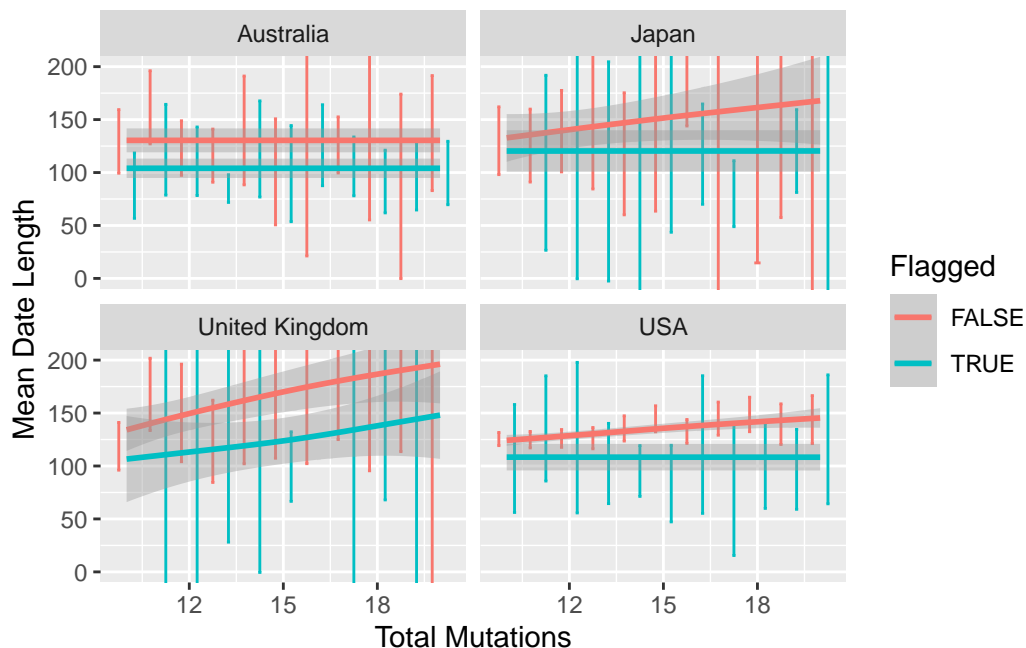 Australia
Japan
200
150
100
50
0
Mean Date Length
Flagged
FALSE
TRUE
United Kingdom
USA
200
150
100
50
0
12
15
18
12
15
18
Total Mutations